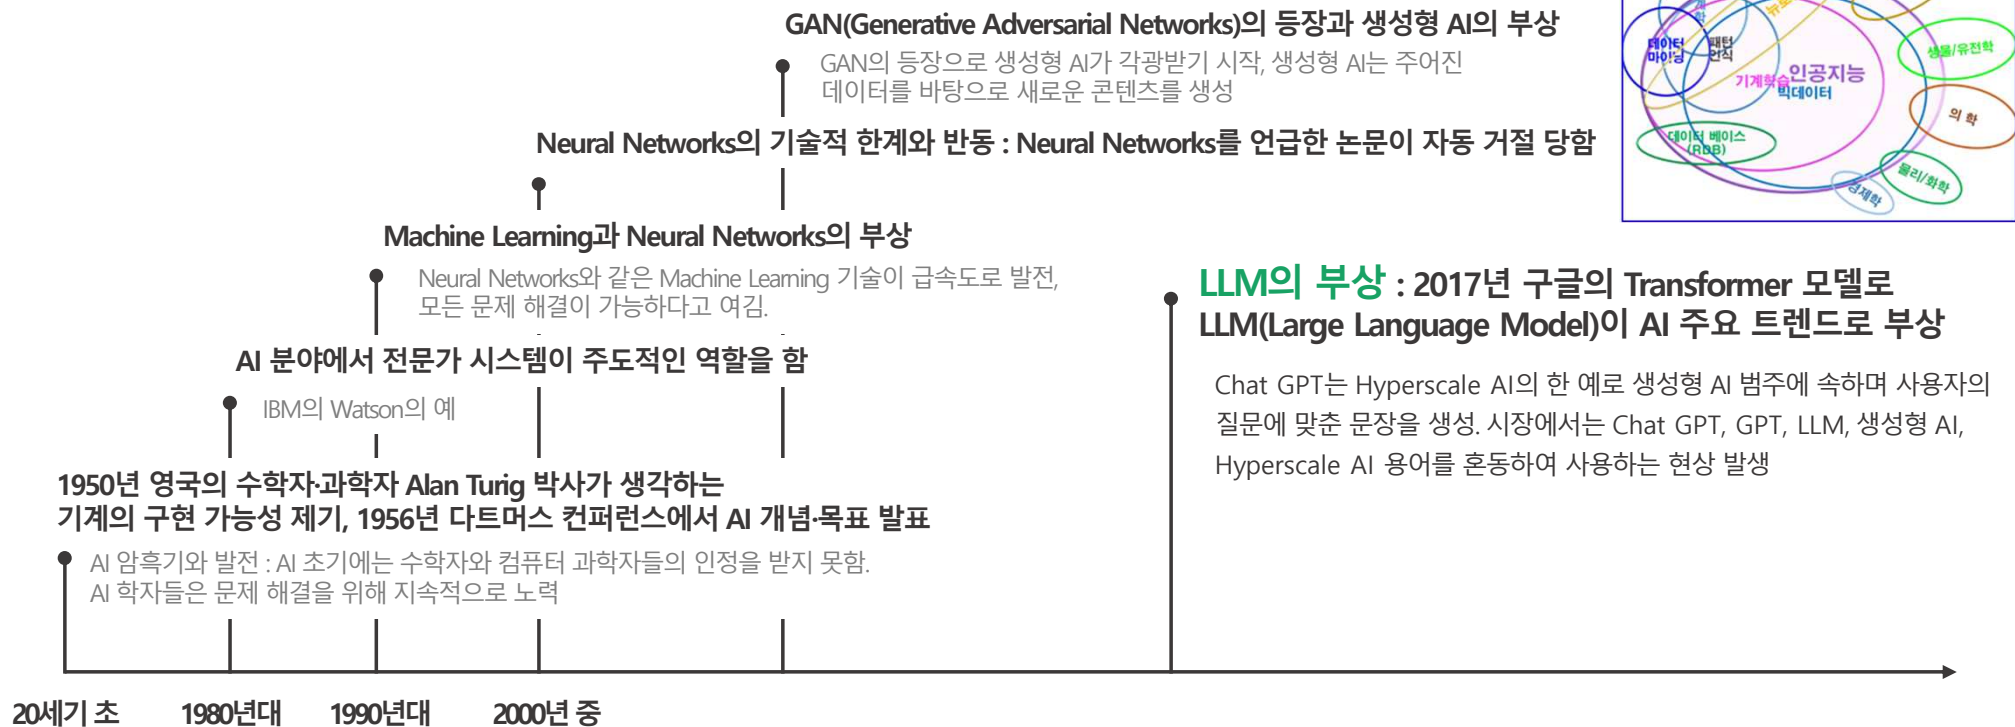 GAN(Generative Adversarial Networks)의 등장과 생성형 AI의 부상
GAN의 등장으로 생성형 AI가 각광받기 시작, 생성형 AI는 주어진
데이터를 바탕으로 새로운 콘텐츠를 생성
Neural Networks의 기술적 한계와 반동 : Neural Networks를 언급한 논문이 자동 거절 당함
Machine Learning과 Neural Networks의 부상
Neural Networks와 같은 Machine Learning 기술이 급속도로 발전,
모든 문제 해결이 가능하다고 여김.
AI 분야에서 전문가 시스템이 주도적인 역할을 함
IBM의 Watson의 예
1950년 영국의 수학자·과학자 Alan Turig 박사가 생각하는
기계의 구현 가능성 제기, 1956년 다트머스 컨퍼런스에서 AI 개념·목표 발표
AI 암흑기와 발전 : AI 초기에는 수학자와 컴퓨터 과학자들의 인정을 받지 못함.
AI 학자들은 문제 해결을 위해 지속적으로 노력
20세기 초
1980년대
1990년대
2000년 중
데이터
마이닝
패턴
인식
기계학습
인공지능
빅데이터
데이터 베이스
(RDB)
생물/유전학
의 학
물리/화학
경제학
LLM의 부상 : 2017년 구글의 Transformer 모델로
LLM(Large Language Model)이 AI 주요 트렌드로 부상
Chat GPT는 Hyperscale AI의 한 예로 생성형 AI 범주에 속하며 사용자의
질문에 맞춘 문장을 생성. 시장에서는 Chat GPT, GPT, LLM, 생성형 AI,
Hyperscale AI 용어를 혼동하여 사용하는 현상 발생